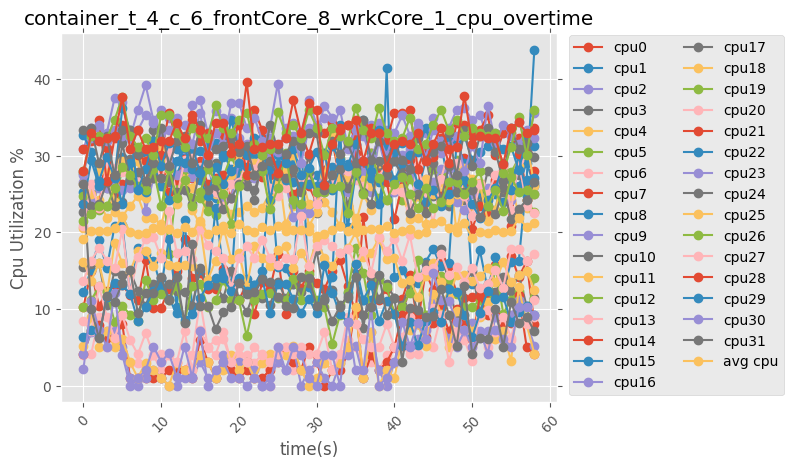 container_t_4_c_6_frontCore_8_wrkCore_1_cpu_overtime
Cpu Utilization %
40
30
20
10
0
0
10
20
30
40
50
60
time(s)
cpu0
cpu1
cpu2
cpu3
cpu4
cpu5
cpu6
cpu7
cpu8
cpu9
cpu10
cpu11
cpu12
cpu13
cpu14
cpu15
cpu16
cpu17
cpu18
cpu19
cpu20
cpu21
cpu22
cpu23
cpu24
cpu25
cpu26
cpu27
cpu28
cpu29
cpu30
cpu31
avg cpu